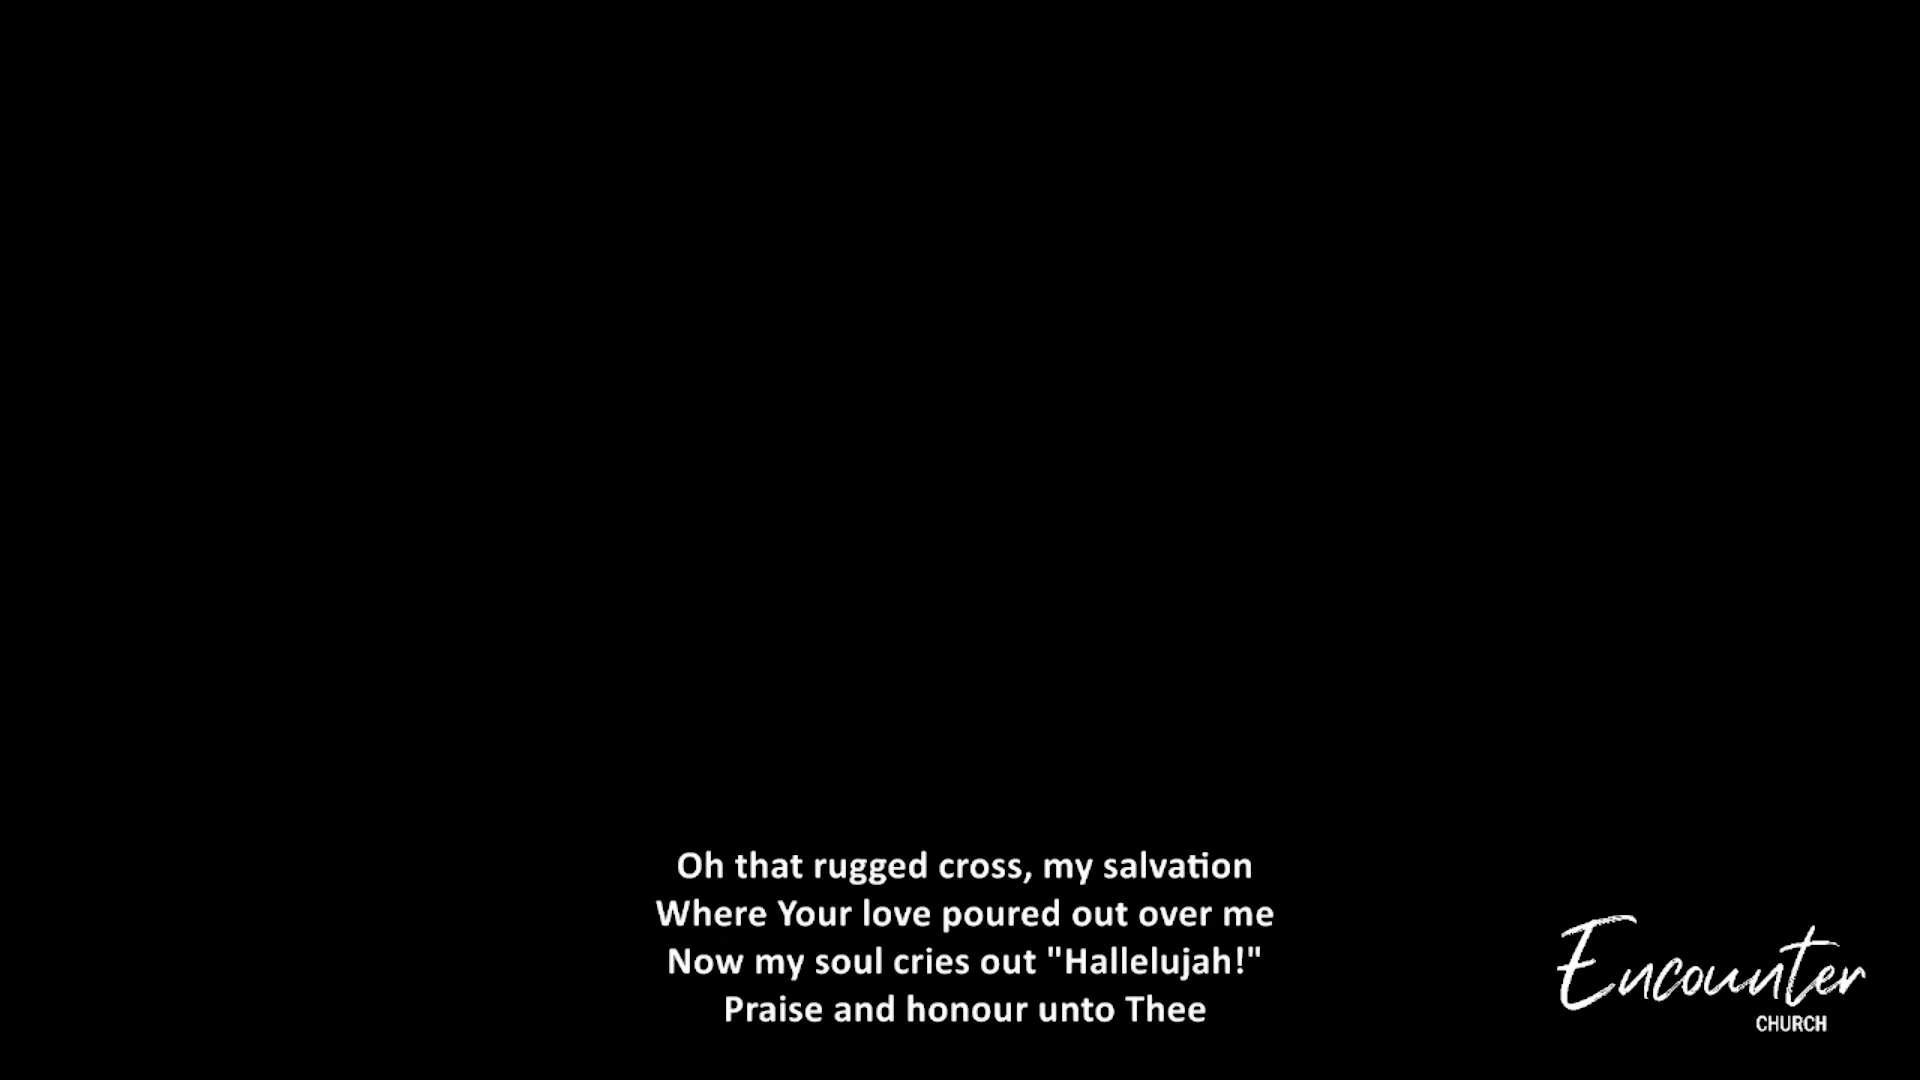 Oh that rugged cross, my salvation
Where Your love poured out over me
Now my soul cries out "Hallelujah!"
Praise and honour unto Thee
Encounter
CHURCH